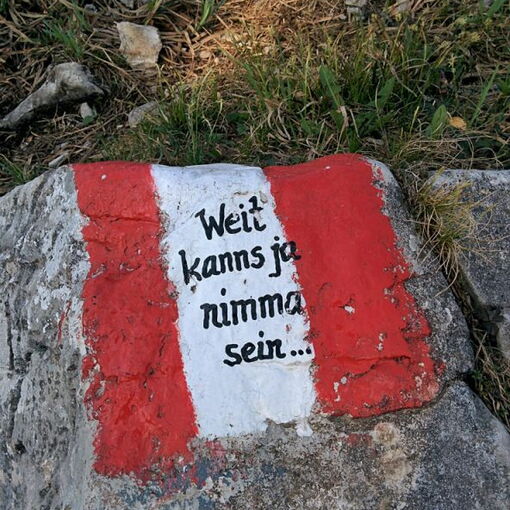 Weit
kanns ja
nimma
sein...